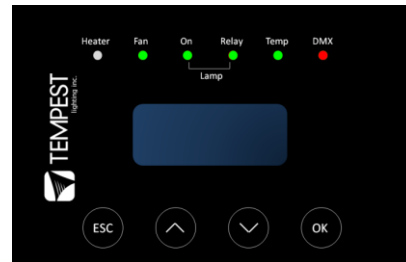 Heater Fan On Relay Temp DMX
Lamp
TEMPEST
lighting inc.
ESC OK